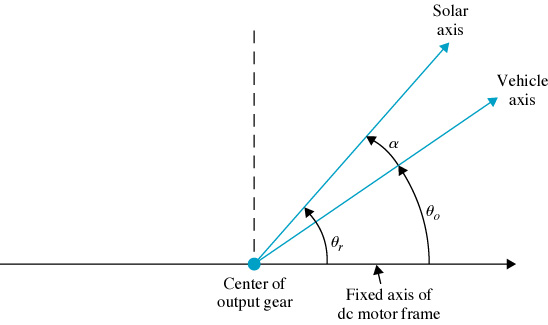 Solar
axis
Vehicle
axis
α
θo
θr
Center of
output gear
Fixed axis of
dc motor frame